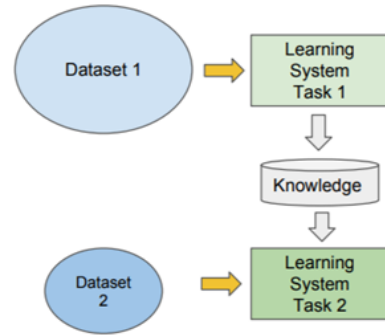 Dataset 1
Learning
System
Task 1
Knowledge
Dataset
2
Learning
System
Task 2